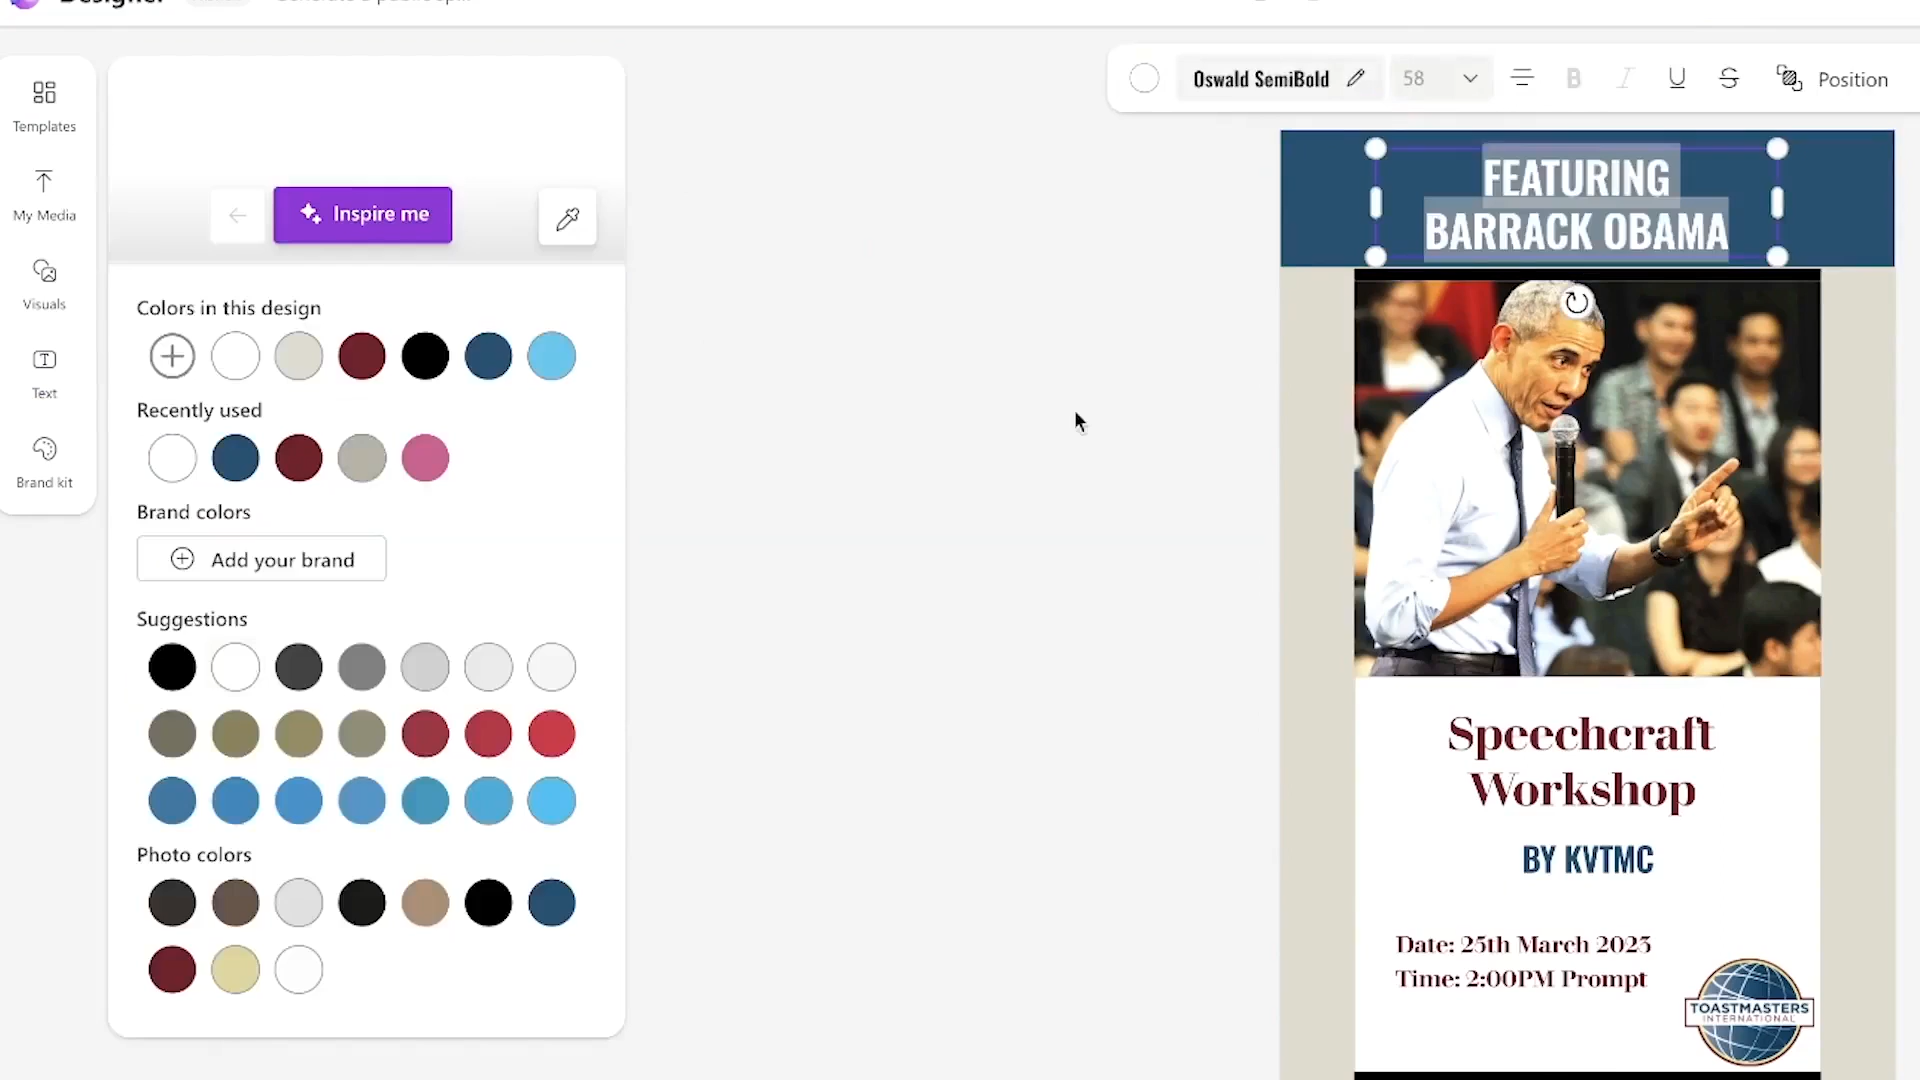 Designer
Oswald SemiBold
58
B
I
U
S
Position
Templates
My Media
Visuals
Text
Brand kit
Inspire me
Colors in this design
Recently used
Brand colors
Add your brand
Suggestions
Photo colors
FEATURING
BARRACK OBAMA
Speechcraft
Workshop
BY KVTMC
Date: 25th March 2023
Time: 2:00PM Prompt
TOASTMASTERS
INTERNATIONAL